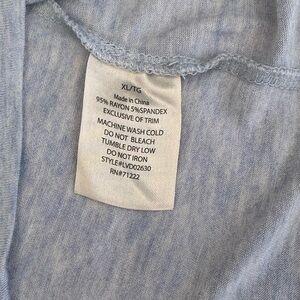 XL/TG
Made in China
95% RAYON 5%SPANDEX
EXCLUSIVE OF TRIM
MACHINE WASH COLD
DO NOT BLEACH
TUMBLE DRY LOW
DO NOT IRON
STYLE#LVD02630
RN#71222